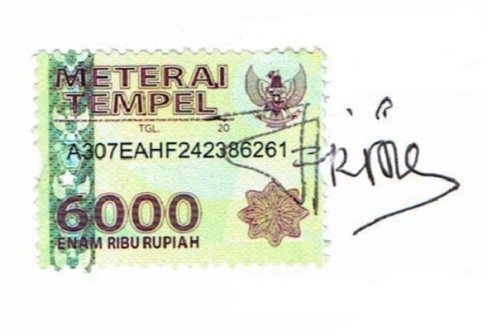 METERAI
TEMPEL
TGL. 20
A307EAHF242386261
6000
ENAM RIBU RUPIAH